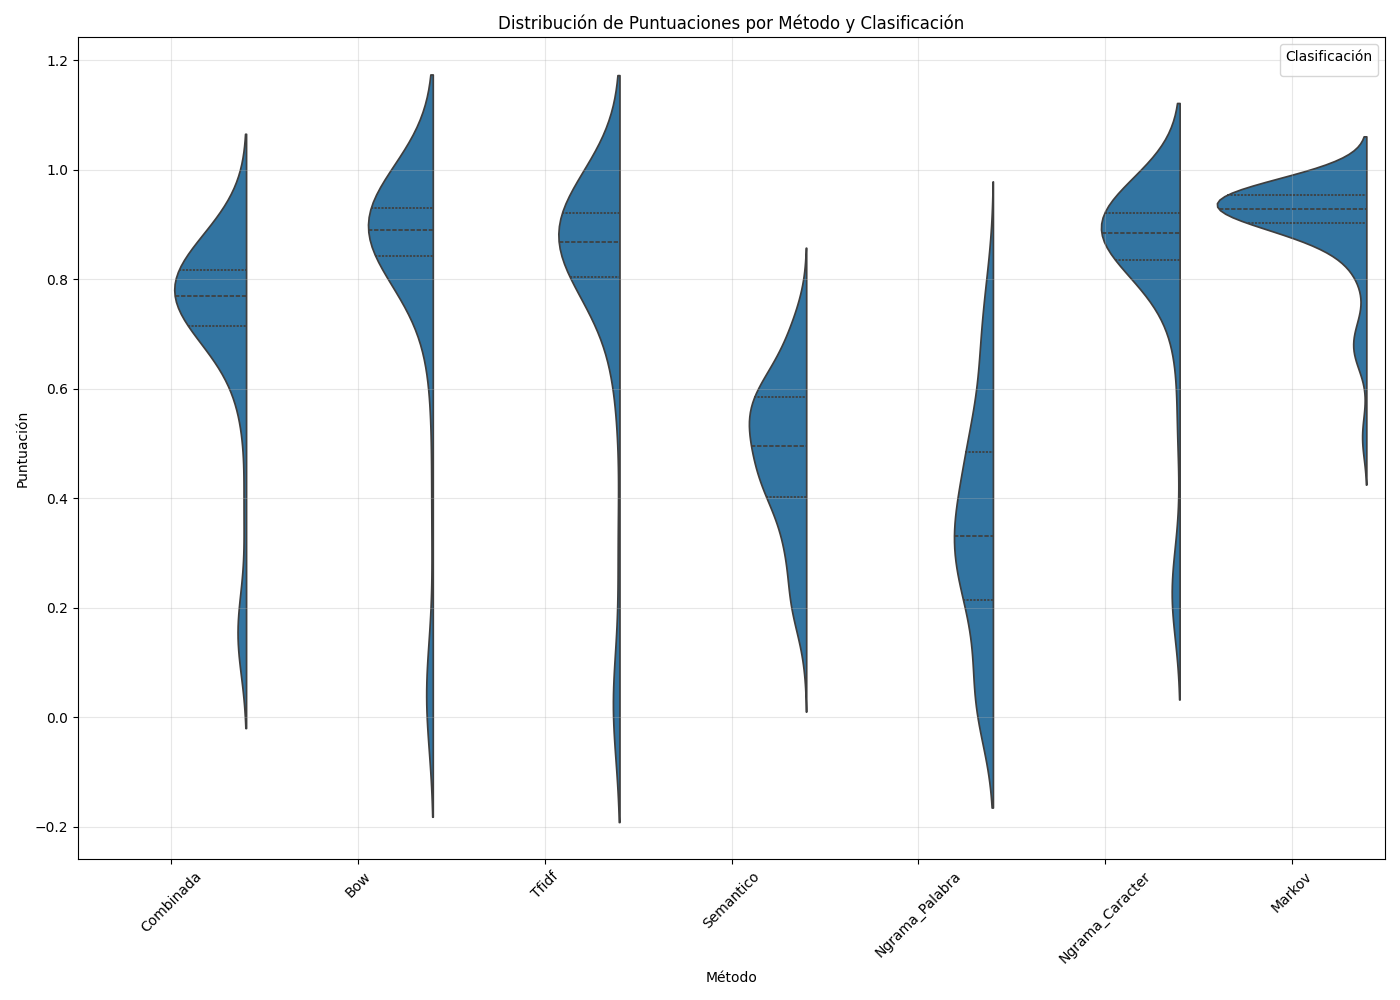 Distribución de Puntuaciones por Método y Clasificación
Clasificación
1.2
1.0
0.8
0.6
0.4
0.2
0.0
−0.2
Puntuación
Combinada
Bow
Tfidf
Semantico
Ngrama_Palabra
Ngrama_Caracter
Markov
Método